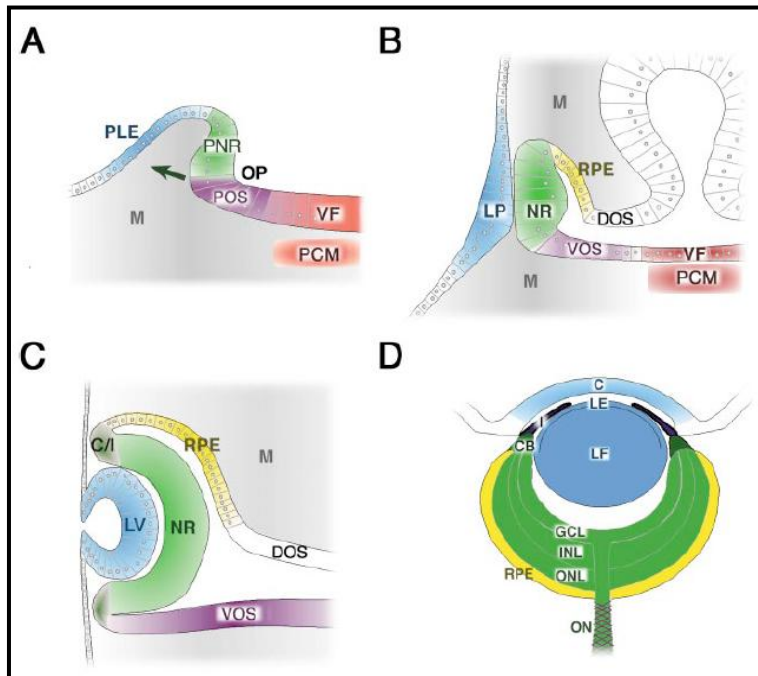 A
PLE
PNR
OP
POS
VF
M
PCM
B
M
RPE
LP
NR
DOS
VOS
VF
PCM
M
C
C/I
RPE
M
LV
NR
DOS
VOS
D
C
LE
I
CB
LF
GCL
INL
RPE
ONL
ON